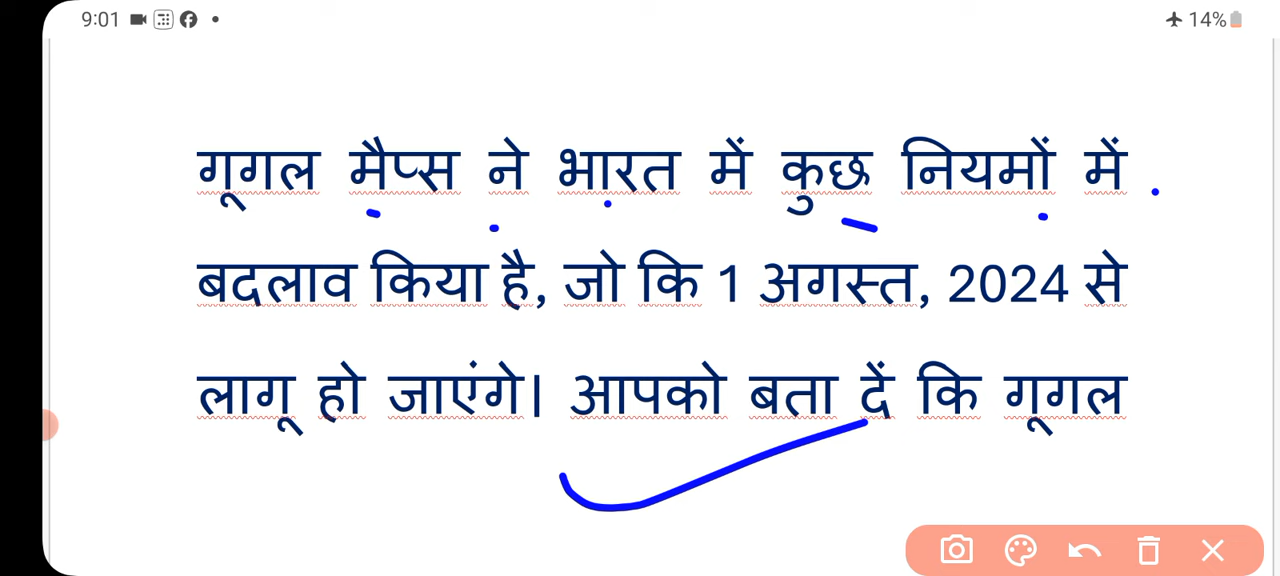 9:01 14%
गूगल मैप्स ने भारत में कुछ नियमों में
बदलाव किया है, जो कि 1 अगस्त, 2024 से
लागू हो जाएंगे। आपको बता दें कि गूगल